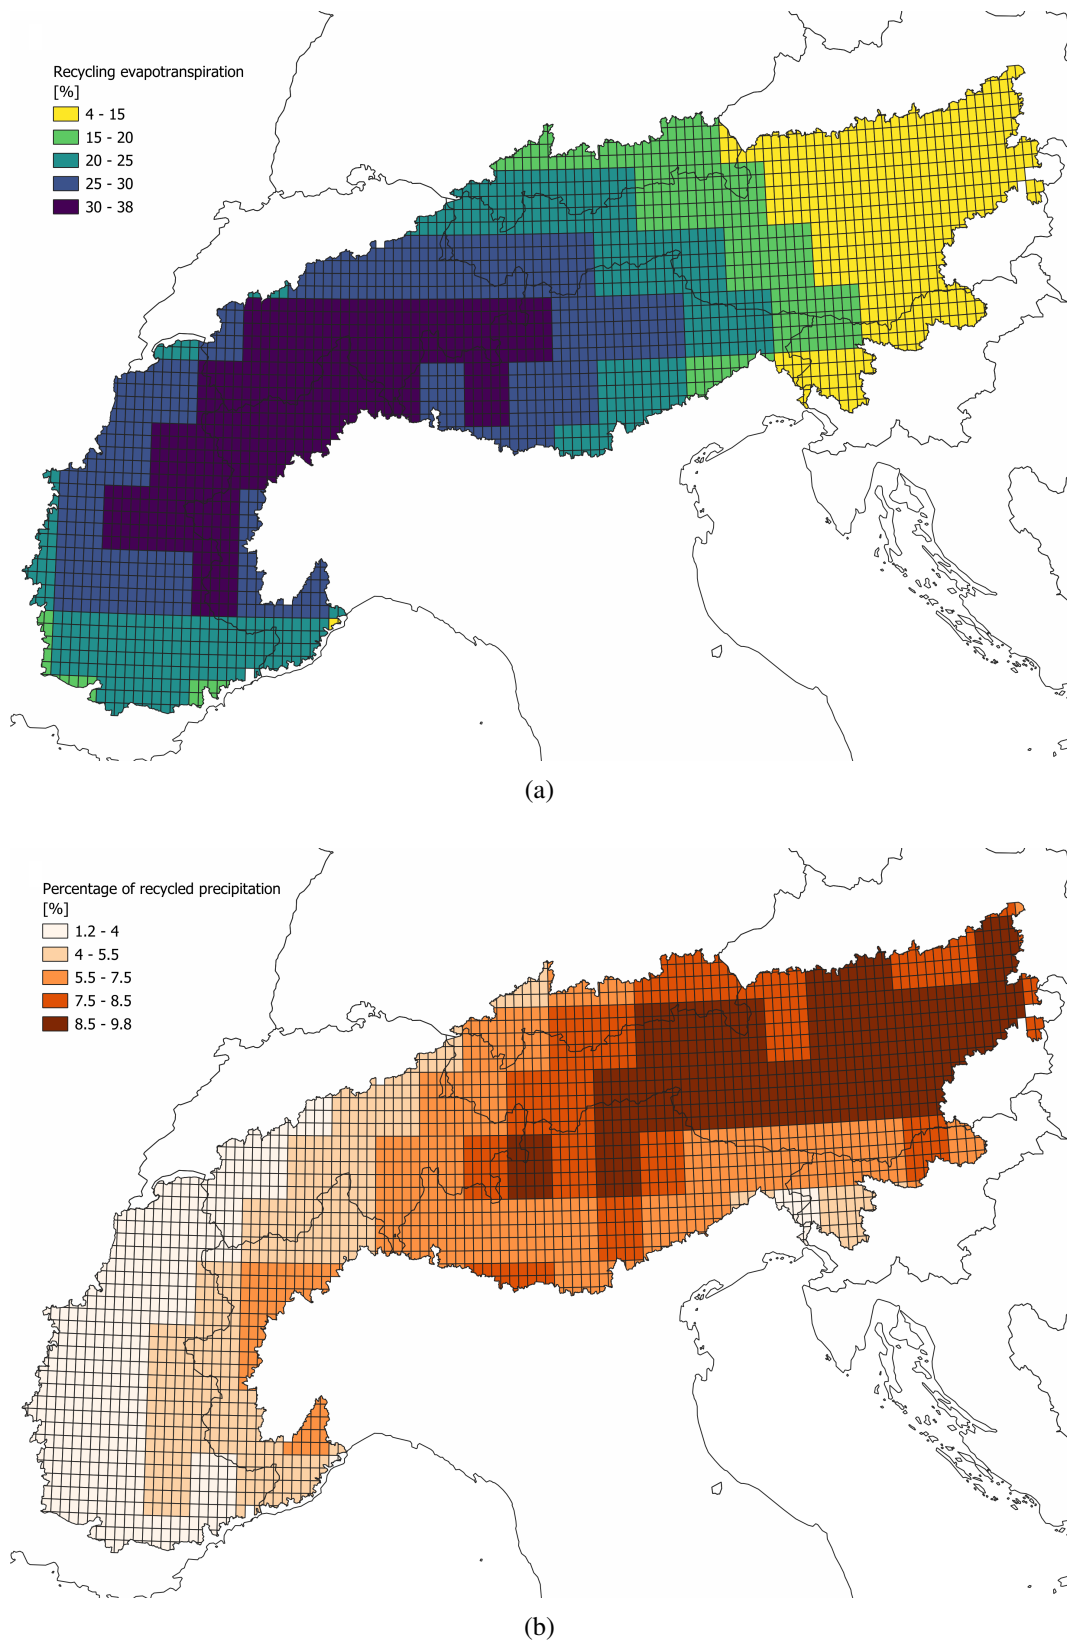 Recycling evapotranspiration
[%]
4 - 15
15 - 20
20 - 25
25 - 30
30 - 38
(a)
Percentage of recycled precipitation
[%]
1.2 - 4
4 - 5.5
5.5 - 7.5
7.5 - 8.5
8.5 - 9.8
(b)